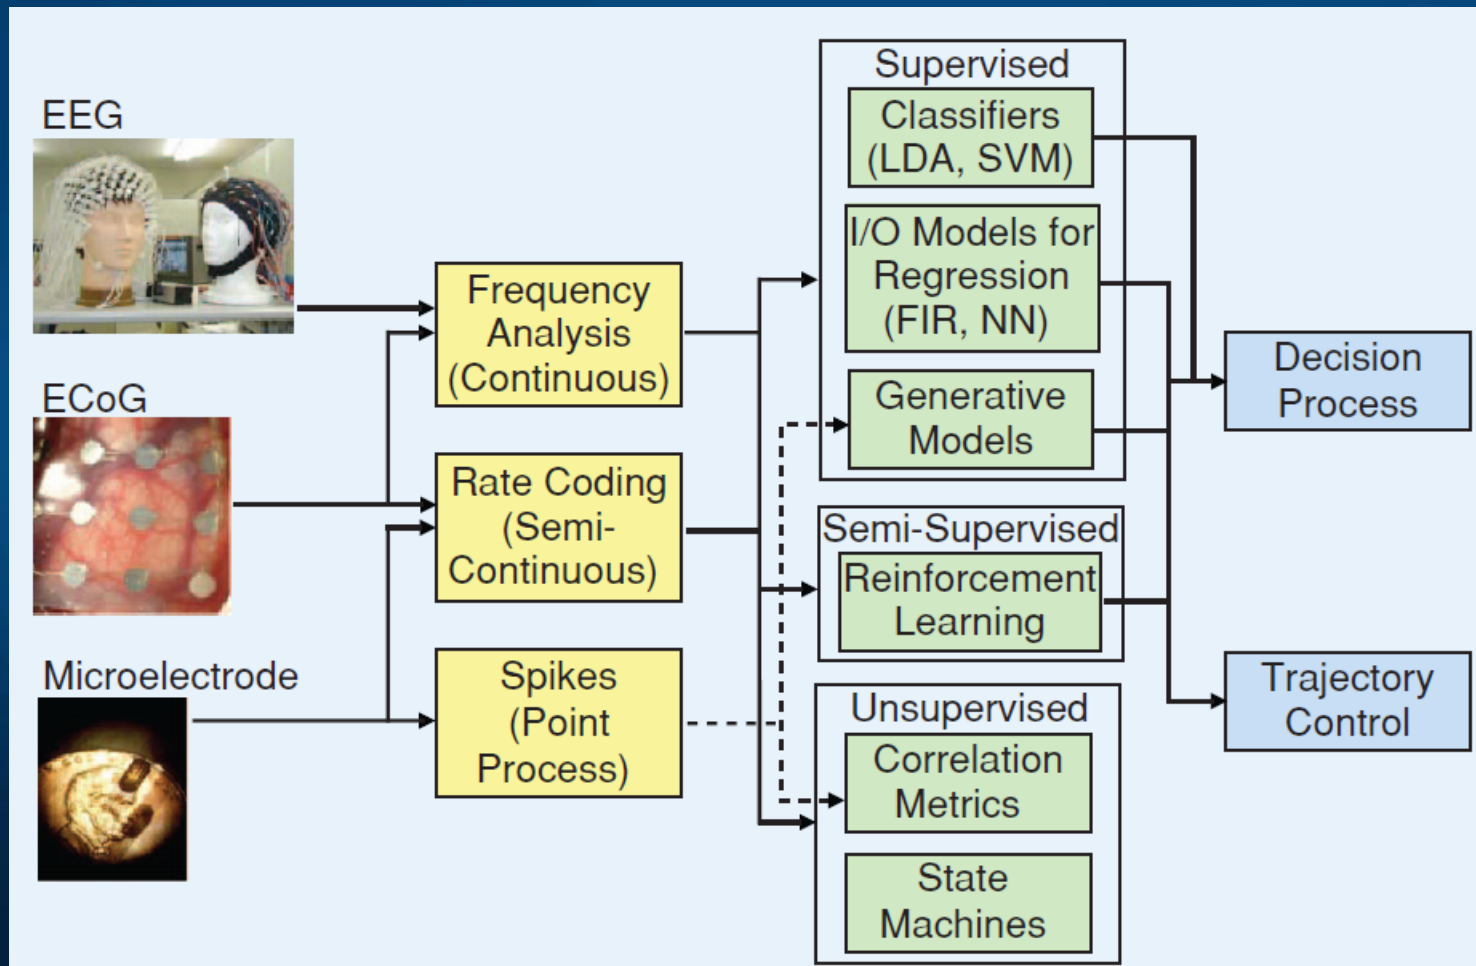 EEG
ECoG
Microelectrode
Frequency
Analysis
(Continuous)
Rate Coding
(Semi-
Continuous)
Spikes
(Point
Process)
Supervised
Classifiers
(LDA, SVM)
I/O Models for
Regression
(FIR, NN)
Generative
Models
Semi-Supervised
Reinforcement
Learning
Unsupervised
Correlation
Metrics
State
Machines
Decision
Process
Trajectory
Control